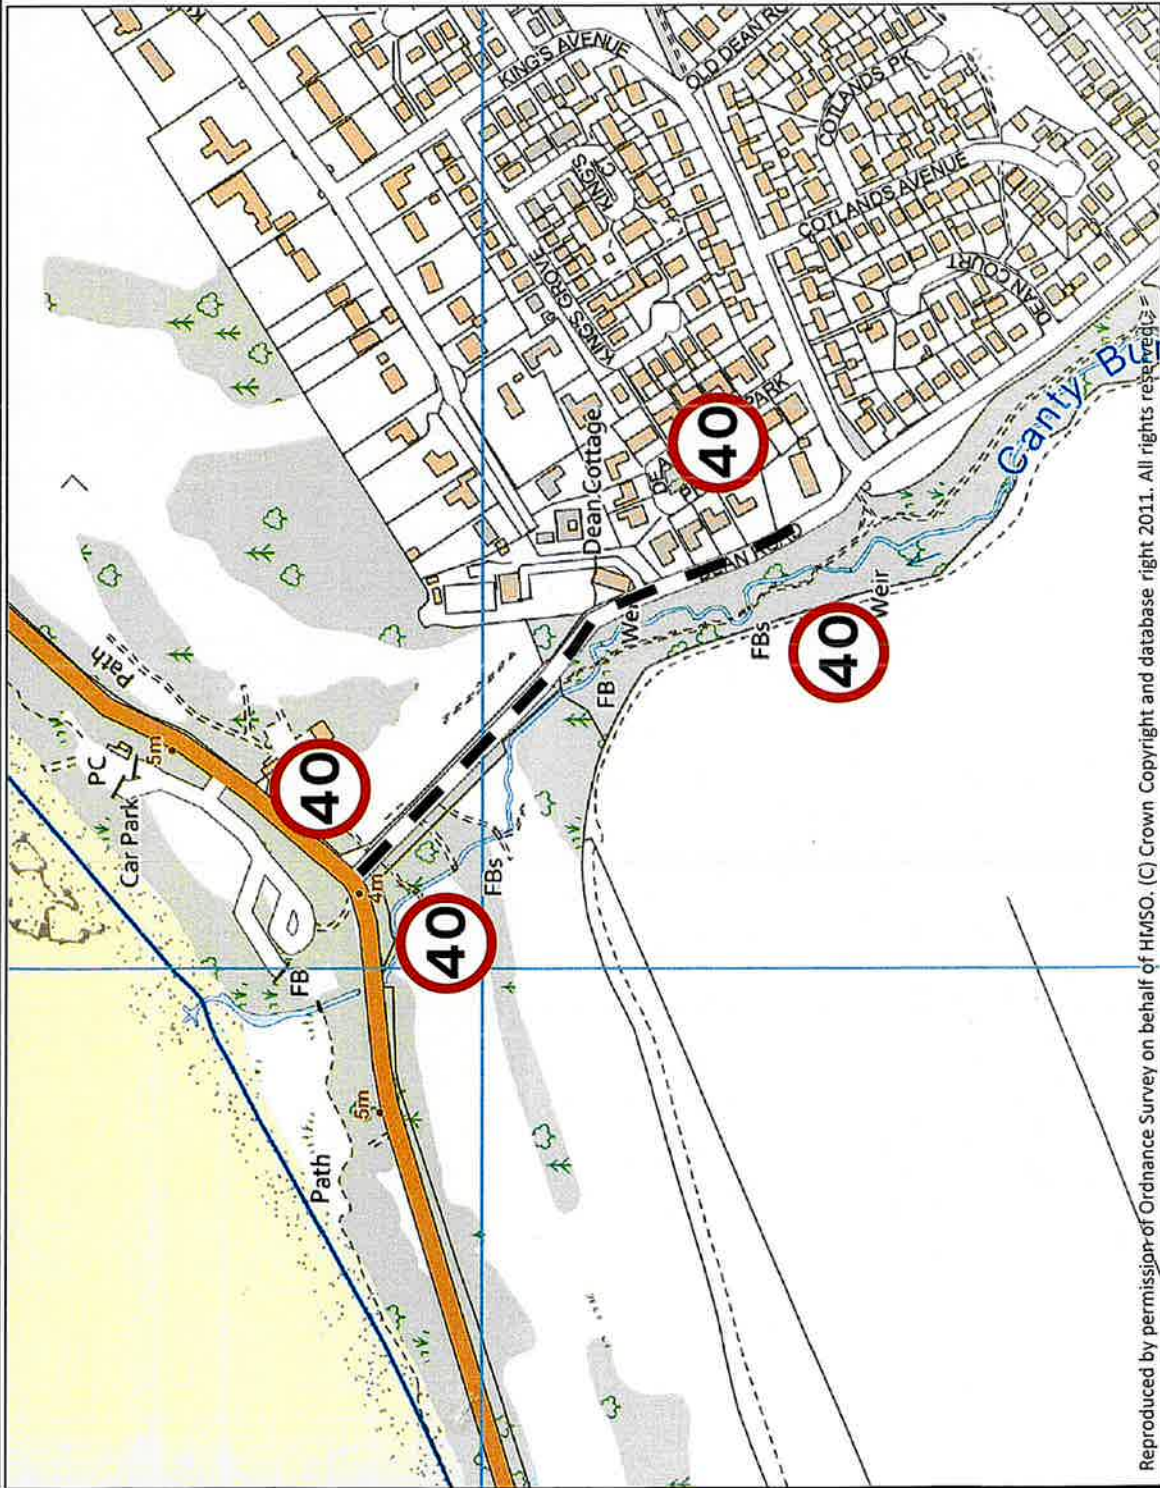 KING'S AVENUE
OLD DEAN RO
COTLANDS PK
KING'S CT
KING'S GROVE
COTLANDS AVENUE
DEAN COURT
PARK
DEA
Dean Cottage
DEAN ROAD
Canty Bu
40
40
40
40
Weir
Weir
FBs
FB
FBs
FB
Path
PC
Car Park
5m
4m
5m
Path
Reproduced by permission of Ordnance Survey on behalf of HMSO. (C) Crown Copyright and database right 2011. All rights reserved.